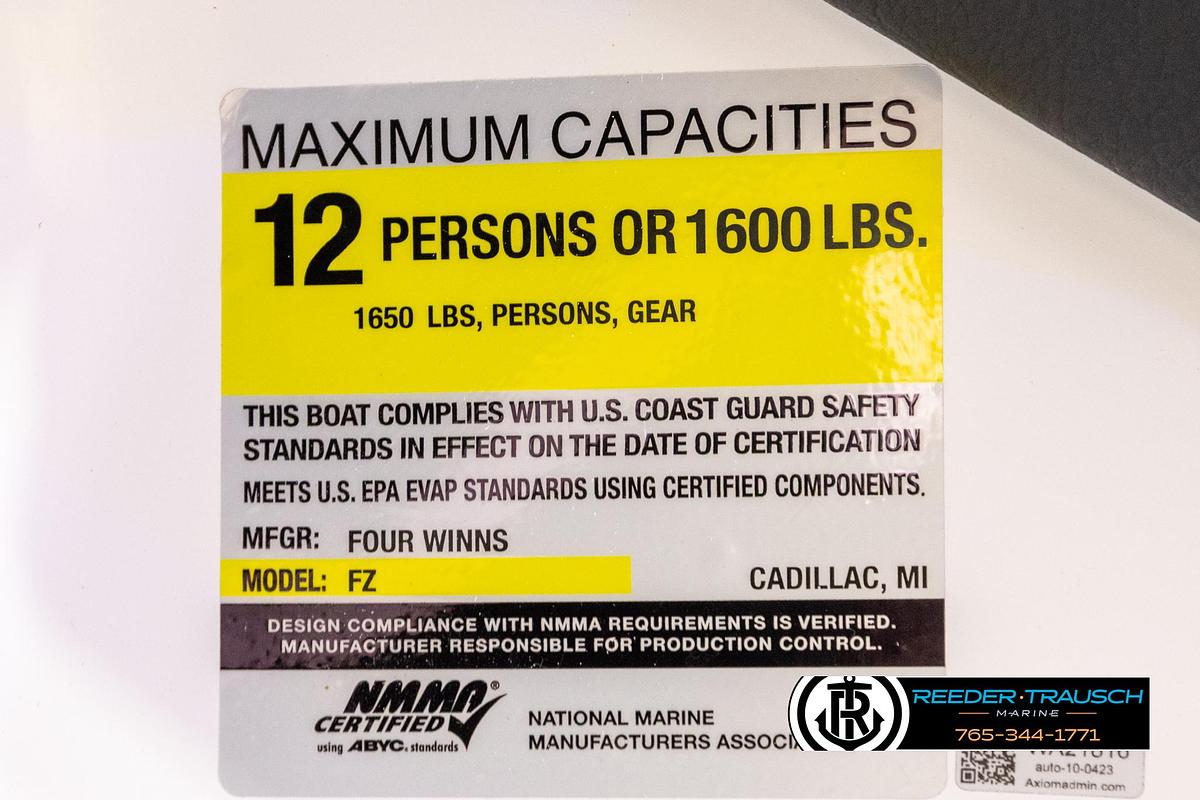 MAXIMUM CAPACITIES
12 PERSONS OR 1600 LBS.
1650 LBS, PERSONS, GEAR
THIS BOAT COMPLIES WITH U.S. COAST GUARD SAFETY
STANDARDS IN EFFECT ON THE DATE OF CERTIFICATION
MEETS U.S. EPA EVAP STANDARDS USING CERTIFIED COMPONENTS.
MFGR: FOUR WINNS
MODEL: FZ
CADILLAC, MI
DESIGN COMPLIANCE WITH NMMA REQUIREMENTS IS VERIFIED.
MANUFACTURER RESPONSIBLE FOR PRODUCTION CONTROL.
NMMA®
CERTIFIED
using ABYC. standards
NATIONAL MARINE
MANUFACTURERS
TR
REEDER·TRAUSCH
MARINE
765-344-1771
auto-10-0423
Axiomadmin.com